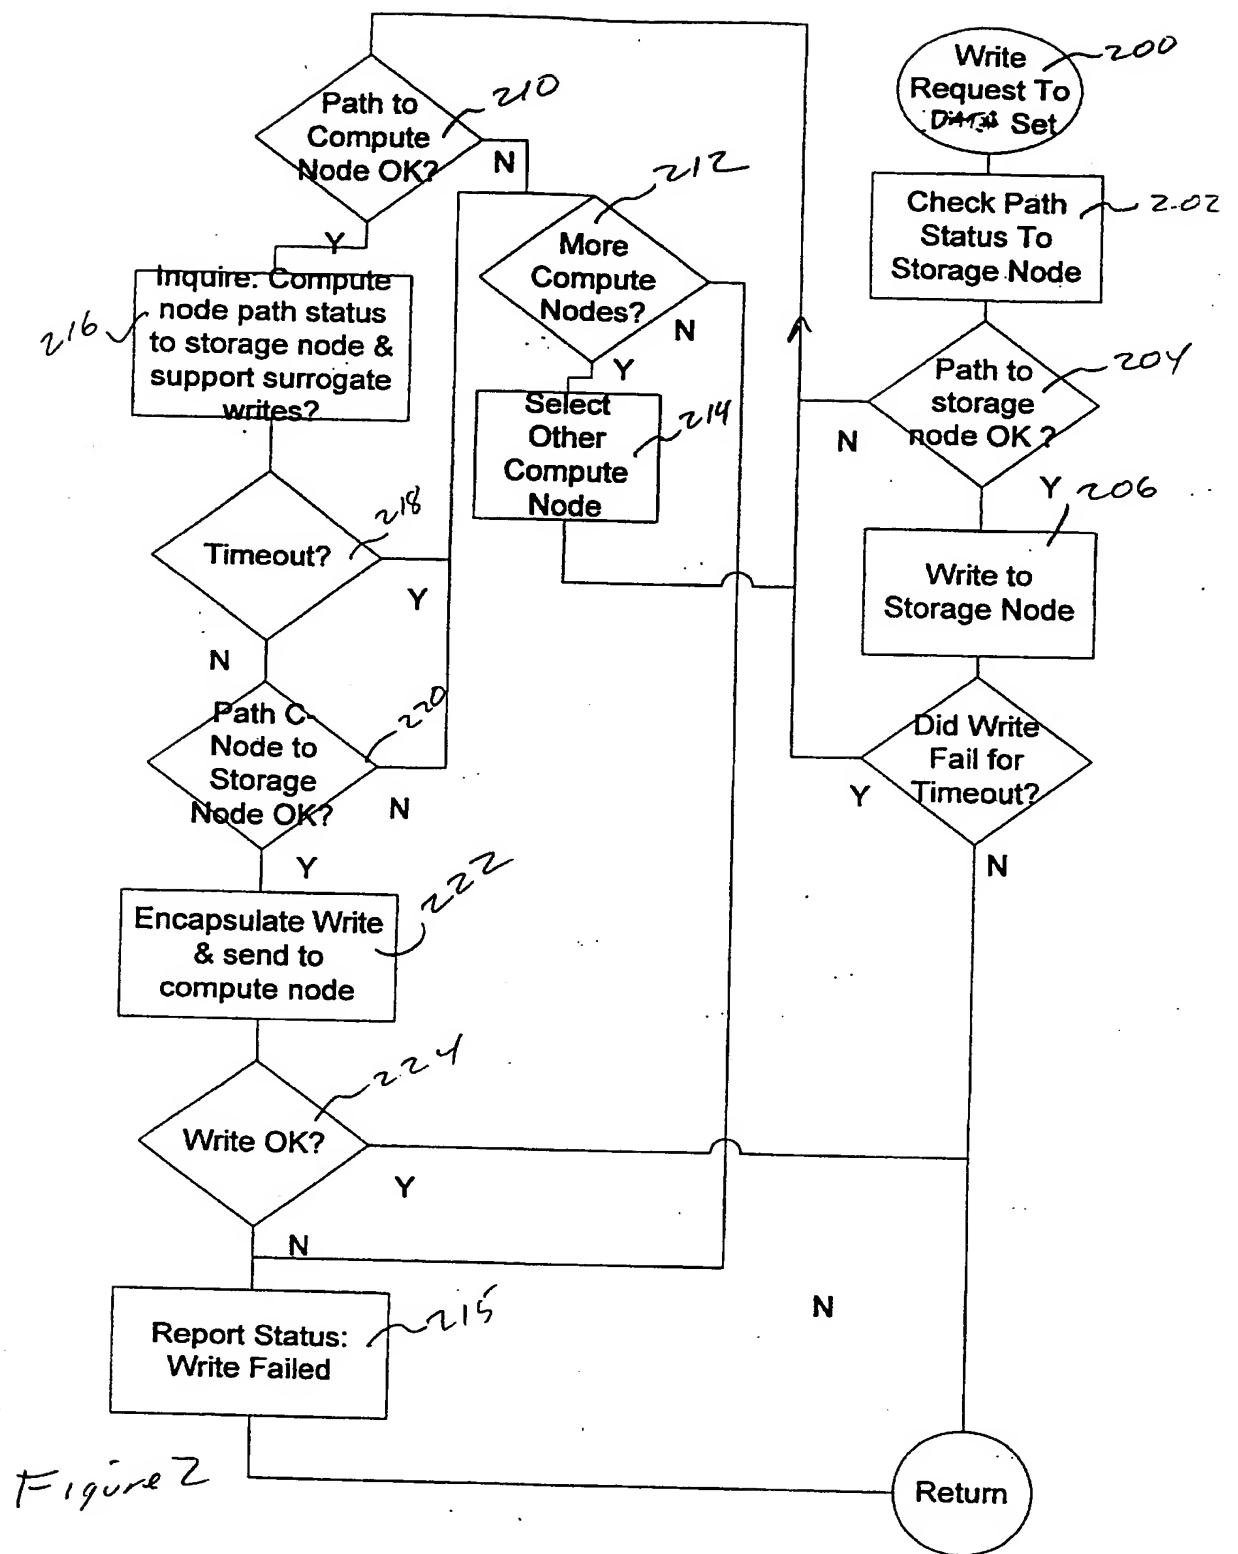 Write
Request To
Set
200
Check Path
Status To
Storage Node
202
Path to
storage
node OK ?
204
N
Y
206
Write to
Storage Node
Did Write
Fail for
Timeout?
Y
N
Path to
Compute
Node OK?
210
N
Y
More
Compute
Nodes?
212
N
Y
Select
Other
Compute
Node
214
Inquire: Compute
node path status
to storage node &
support surrogate
writes?
216
Timeout?
218
Y
N
Path C-
Node to
Storage
Node OK?
220
N
Y
Encapsulate Write
& send to
compute node
222
Write OK?
224
Y
N
Report Status:
Write Failed
215
N
Return
Figure 2